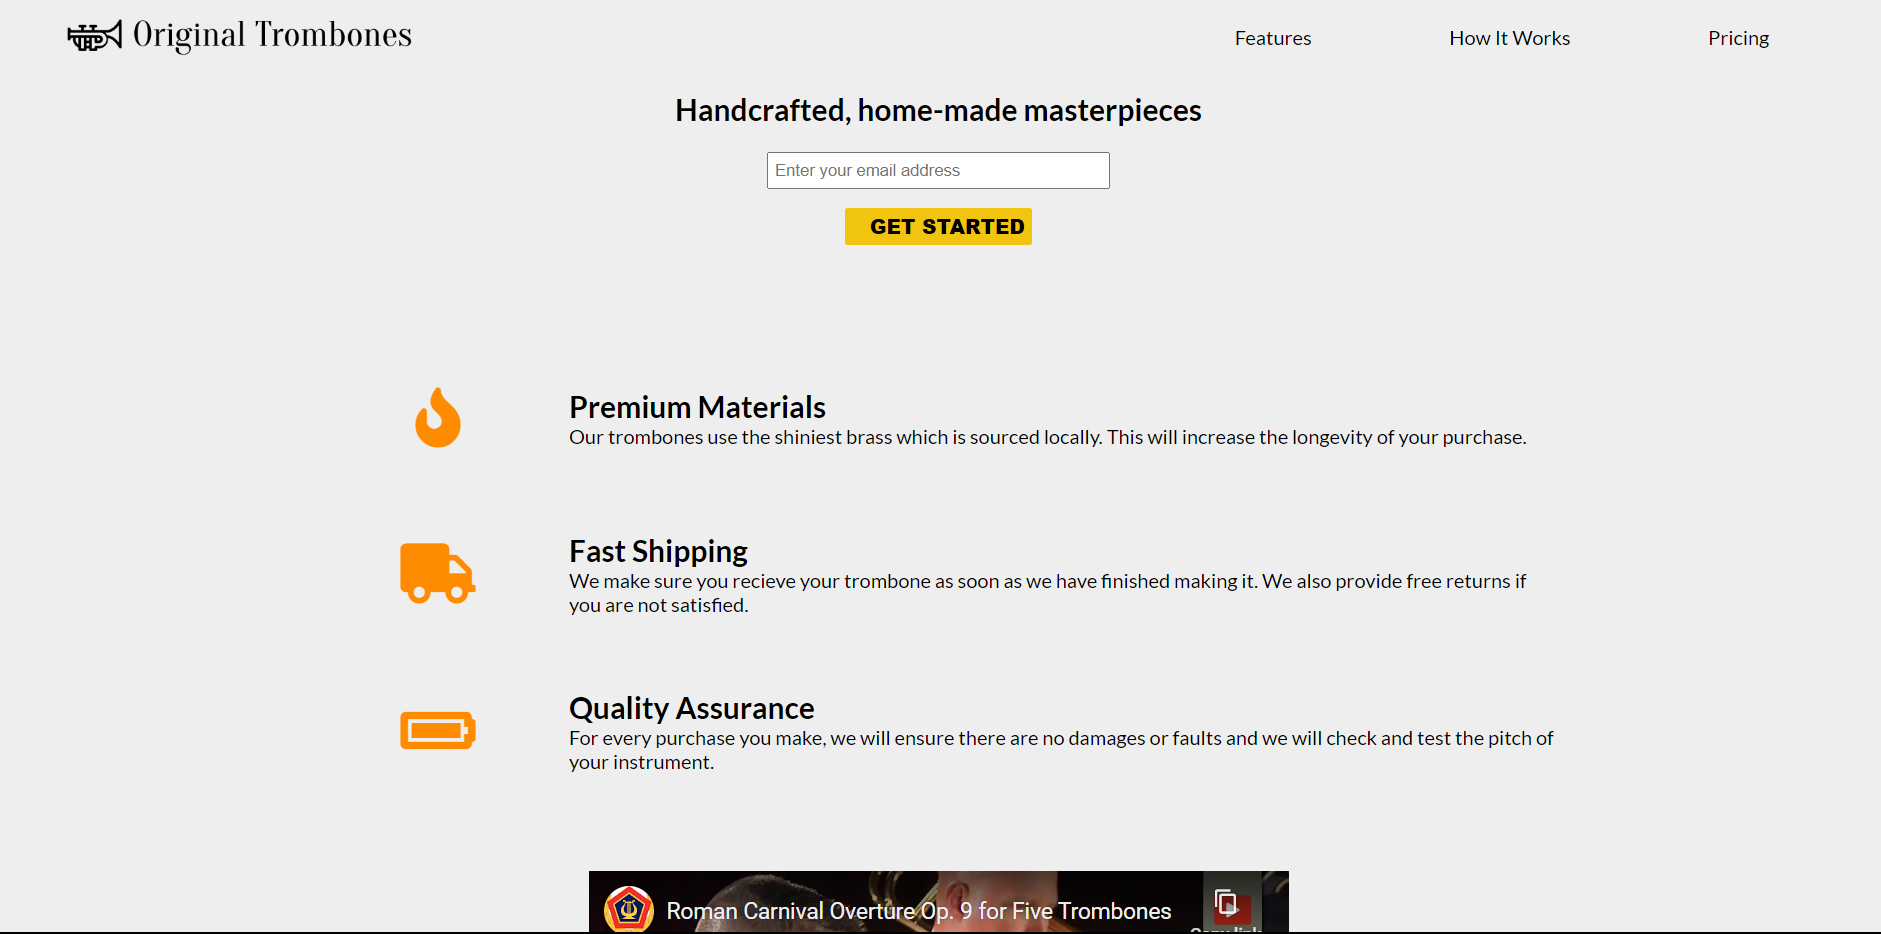 Original Trombones
Features
How It Works
Pricing
Handcrafted, home-made masterpieces
Enter your email address
GET STARTED
Premium Materials
Our trombones use the shiniest brass which is sourced locally. This will increase the longevity of your purchase.
Fast Shipping
We make sure you recieve your trombone as soon as we have finished making it. We also provide free returns if
you are not satisfied.
Quality Assurance
For every purchase you make, we will ensure there are no damages or faults and we will check and test the pitch of
your instrument.
Roman Carnival Overture Op. 9 for Five Trombones
Copy link